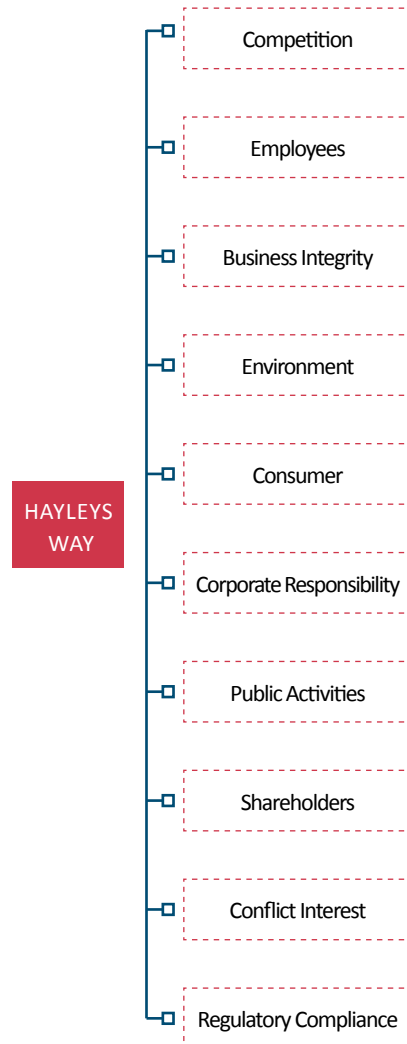 Competition
Employees
Business Integrity
Environment
Consumer
HAYLEYS
WAY
Corporate Responsibility
Public Activities
Shareholders
Conflict Interest
Regulatory Compliance